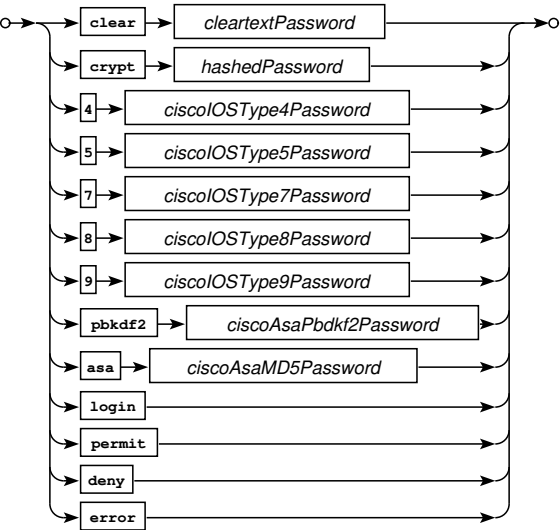 clear cleartextPassword
crypt hashedPassword
4 ciscoIOSType4Password
5 ciscoIOSType5Password
7 ciscoIOSType7Password
8 ciscoIOSType8Password
9 ciscoIOSType9Password
pbkdf2 ciscoAsaPbdkf2Password
asa ciscoAsaMD5Password
login
permit
deny
error